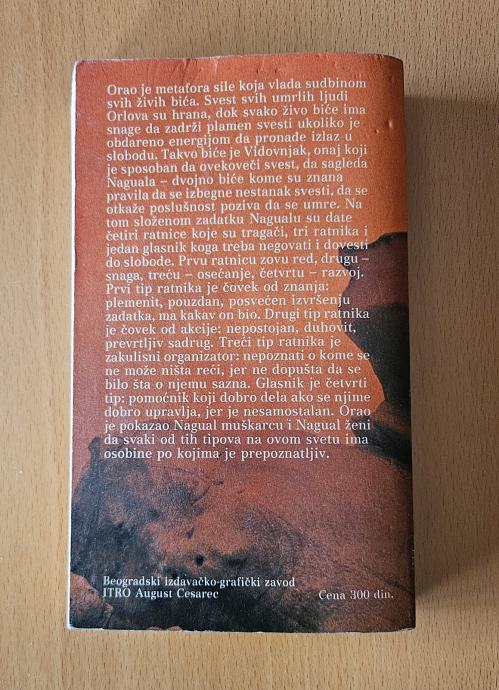 Orao je metafora sile koja vlada sudbinom
svih živih bića. Svest svih umrlih ljudi
Orlova su hrana, dok svako živo biće ima
snage da zadrži plamen svesti ukoliko je
obdareno energijom da pronađe izlaz u
slobodu. Takvo biće je Vidovnjak, onaj koji
je sposoban da ovekoveči svest, da sagleda
Naguala – dvojno biće kome su znana
pravila da se izbegne nestanak svesti, da se
otkaže poslušnost poziva da se umre. Na
tom složenom zadatku Nagualu su date
četiri ratnice koje su tragači, tri ratnika i
jedan glasnik koga treba negovati i dovesti
do slobode. Prvu ratnicu zovu red, drugu –
snaga, treću – osećanje, četvrtu – razvoj.
Prvi tip ratnika je čovek od znanja:
plemenit, pouzdan, posvećen izvršenju
zadatka, ma kakav on bio. Drugi tip ratnika
je čovek od akcije: nepostojan, duhovit,
prevrtljiv sadrug. Treći tip ratnika je
zakulisni organizator: nepoznati o kome se
ne može ništa reći, jer ne dopušta da se
bilo šta o njemu sazna. Glasnik je četvrti
tip: pomoćnik koji dobro dela ako se njime
dobro upravlja, jer je nesamostalan. Orao
je pokazao Nagual muškarcu i Nagual ženi
da svaki od tih tipova na ovom svetu ima
osobine po kojima je prepoznatljiv.
Beogradski izdavačko-grafički zavod
ITRO August Cesarec
Cena 300 din.